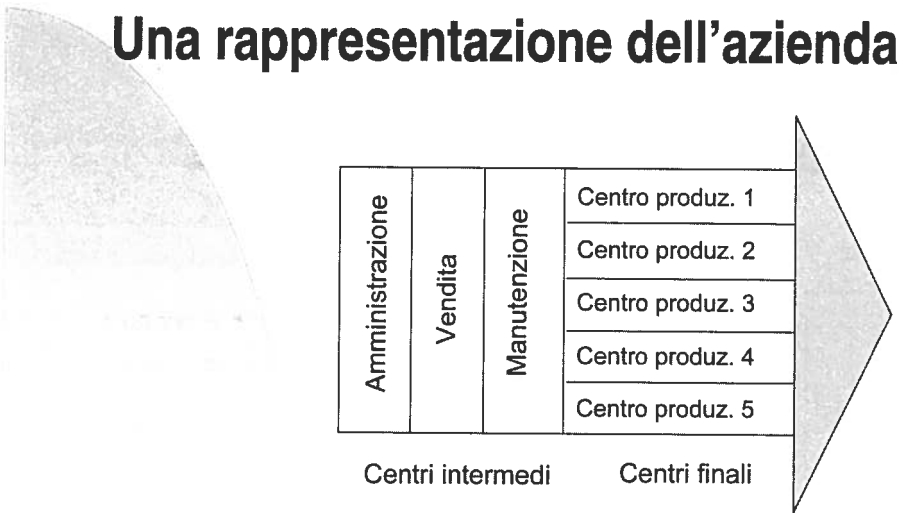 Una rappresentazione dell'azienda
Amministrazione
Vendita
Manutenzione
Centro produz. 1
Centro produz. 2
Centro produz. 3
Centro produz. 4
Centro produz. 5
Centri intermedi
Centri finali